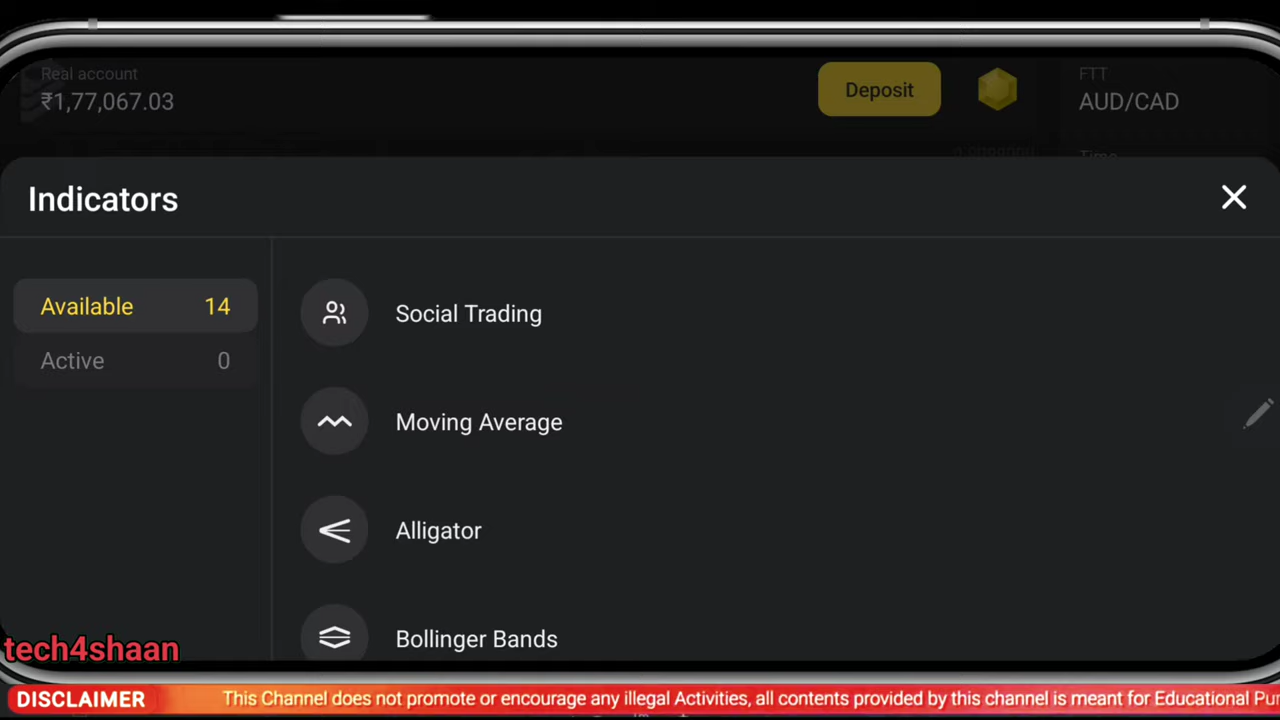 Real account
₹1,77,067.03
Deposit
FTT
AUD/CAD
Time
Indicators
Available 14
Active 0
Social Trading
Moving Average
Alligator
Bollinger Bands
tech4shaan
DISCLAIMER
This Channel does not promote or encourage any illegal Activities, all contents provided by this channel is meant for Educational Pur